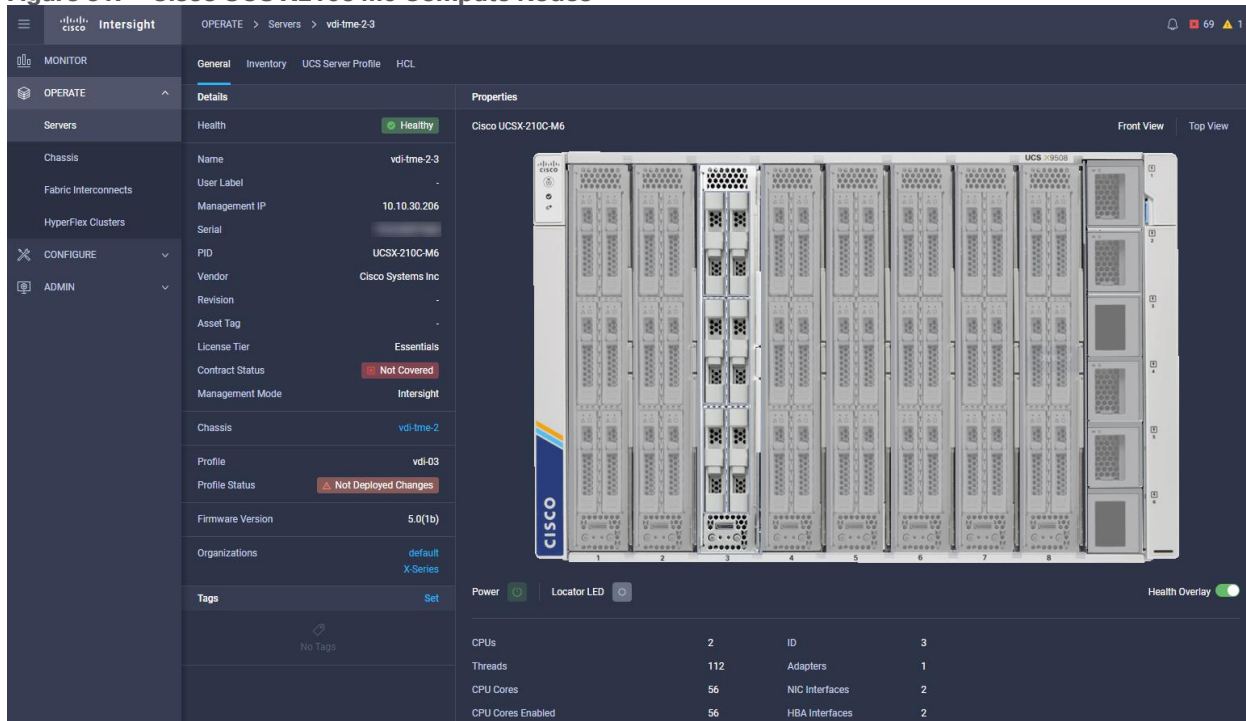 Intersight
cisco
OPERATE > Servers > vdi-tme-2-3
69
1
MONITOR
OPERATE
Servers
Chassis
Fabric Interconnects
HyperFlex Clusters
CONFIGURE
ADMIN
General Inventory UCS Server Profile HCL
Details
Health Healthy
Name vdi-tme-2-3
User Label -
Management IP 10.10.30.206
Serial
PID UCSX-210C-M6
Vendor Cisco Systems Inc
Revision -
Asset Tag -
License Tier Essentials
Contract Status Not Covered
Management Mode Intersight
Chassis vdi-tme-2
Profile vdi-03
Profile Status Not Deployed Changes
Firmware Version 5.0(1b)
Organizations default
X-Series
Tags Set
No Tags
Properties
Cisco UCSX-210C-M6 Front View Top View
CISCO
UCS X9508
CISCO
1 2 3 4 5 6 7 8
Power Locator LED Health Overlay
CPUs 2 ID 3
Threads 112 Adapters 1
CPU Cores 56 NIC Interfaces 2
CPU Cores Enabled 56 HBA Interfaces 2